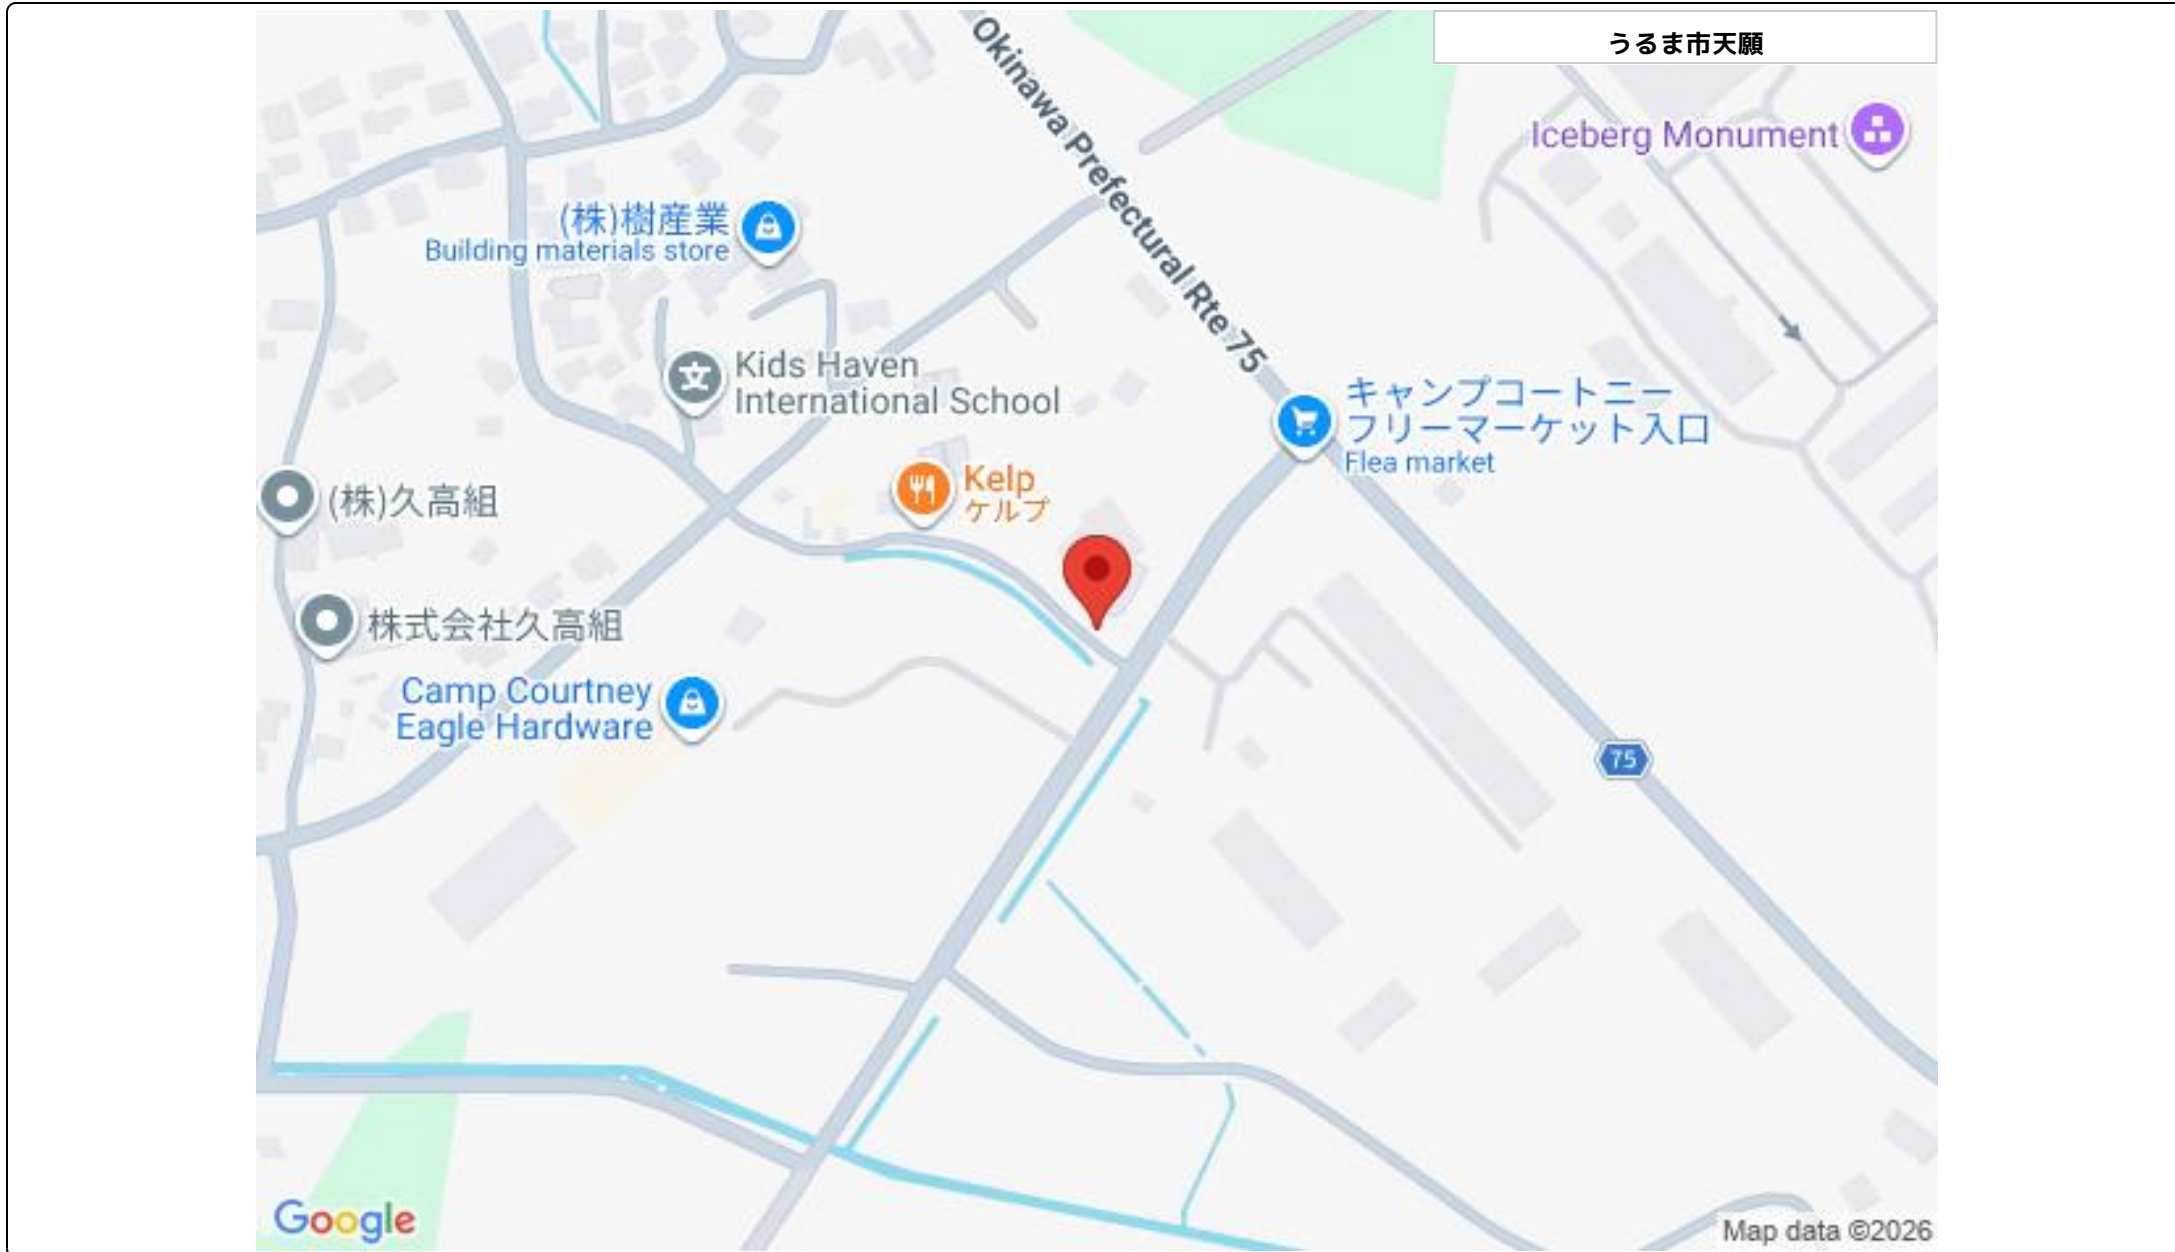 うるま市天願
Okinawa Prefectural Rte 75
Iceberg Monument
(株)樹産業
Building materials store
Kids Haven
International School
キャンプコートニー
フリーマーケット入口
Flea market
Kelp
ケルプ
(株)久高組
株式会社久高組
Camp Courtney
Eagle Hardware
75
Google
Map data ©2026